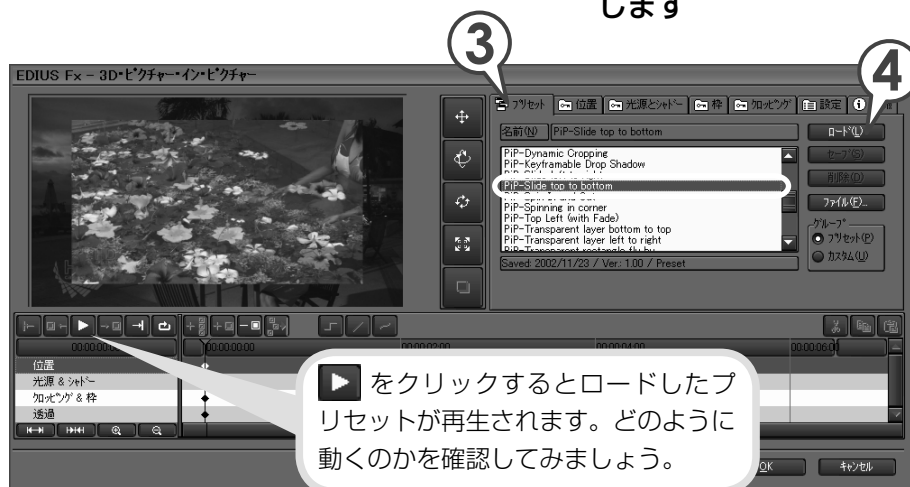 します
3
4
EDIUS Fx - 3D・ピクチャー・イン・ピクチャー
プリセット 位置 光源とシャドー 枠 クロッピング 設定
名前(N) PiP-Slide top to bottom
ロード(L)
PiP-Dynamic Cropping
PiP-Keyframable Drop Shadow
PiP-Slide top to bottom
PiP-Spinning in corner
PiP-Top Left (with Fade)
PiP-Transparent layer bottom to top
PiP-Transparent layer left to right
PiP-Transparent rectangle fly by
セーブ(S)
削除(D)
ファイル(F)...
グループ
プリセット(P)
カスタム(U)
Saved: 2002/11/23 / Ver: 1.00 / Preset
00:00:00:00 00:00:02:00 00:00:04:00
位置
光源 & シャドー
クロッピング & 枠
透過
をクリックするとロードしたプ
リセットが再生されます。どのように
動くのかを確認してみましょう。
OK キャンセル